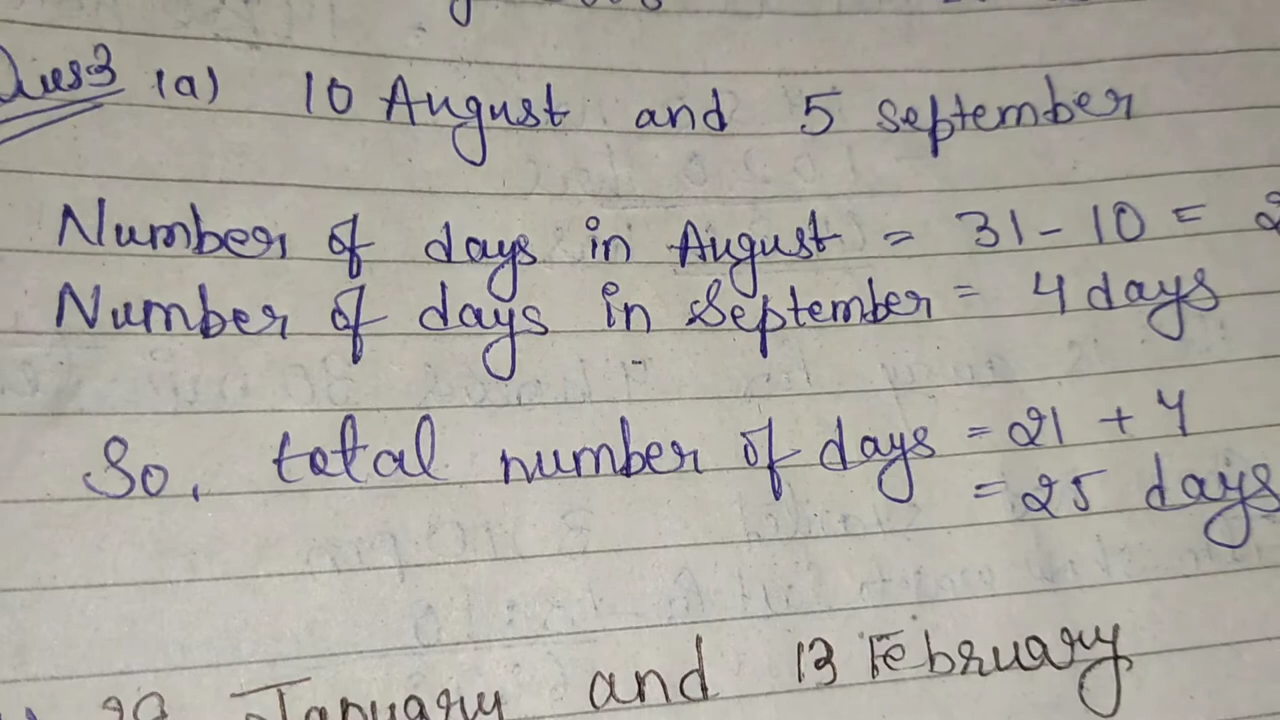 Ques3 (a) 10 August and 5 september
Number of days in August = 31 - 10 =
Number of days in September = 4 days
So, total number of days = 21 + 4
= 25 days
January and 13 February